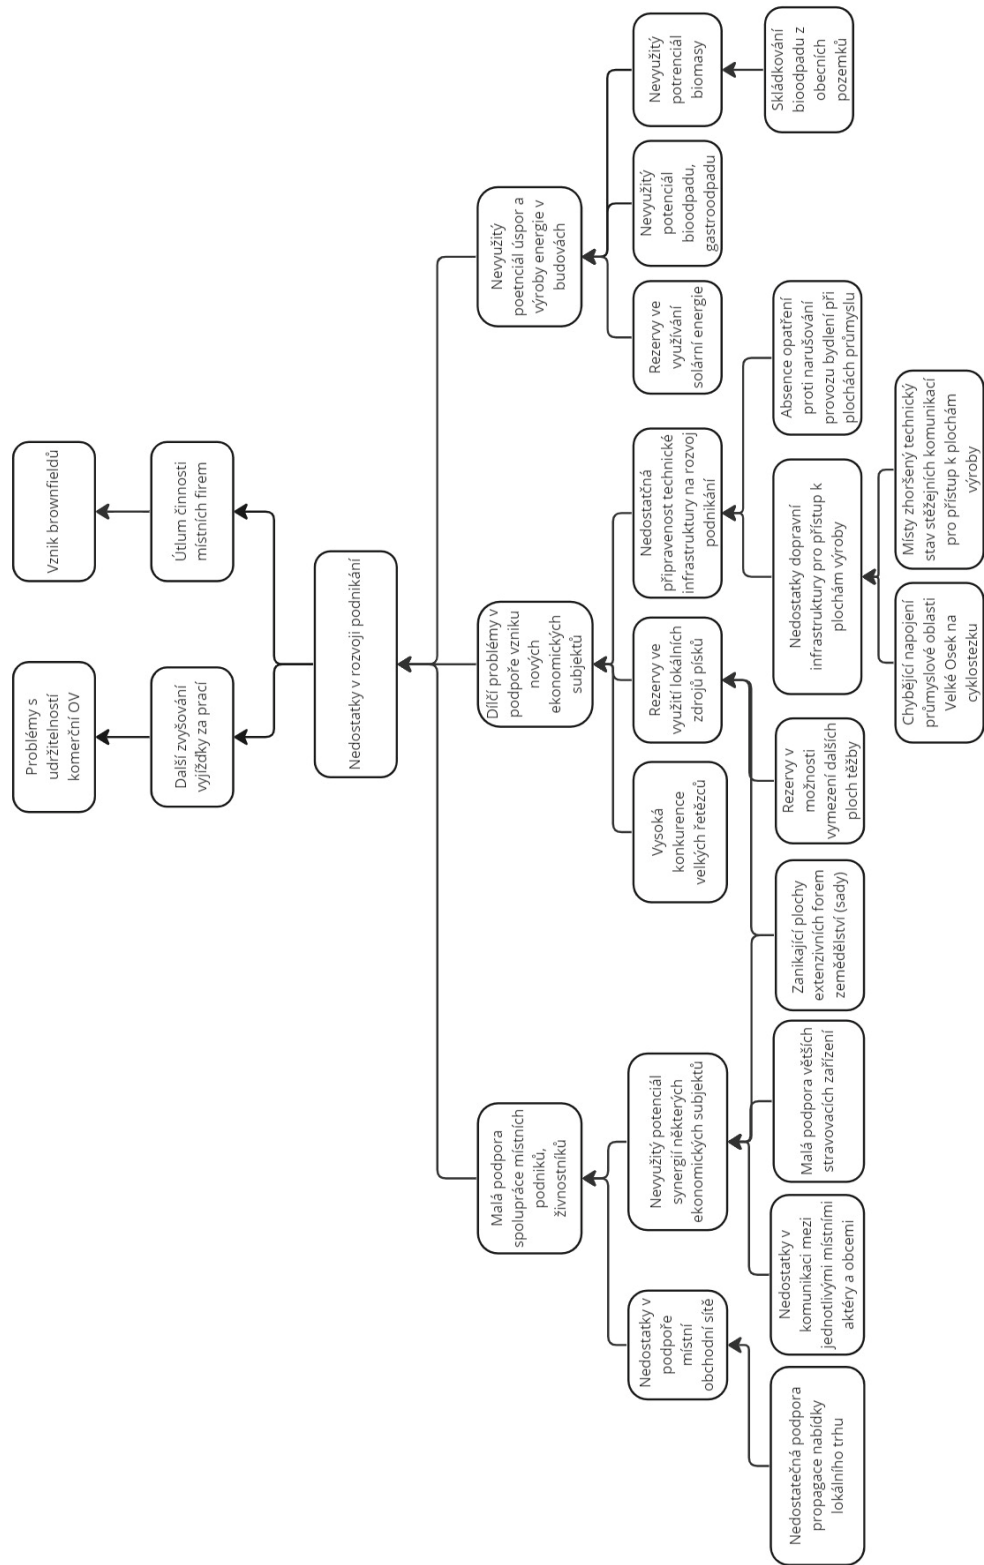 Problémy s
udržitelností
komerční OV
Vznik brownfieldů
Další zvyšování
vyjížďky za prací
Útlum činnosti
místních firem
Nedostatky v rozvoji podnikání
Malá podpora
spolupráce místních
podniků,
živnostníků
Dílčí problémy v
podpoře vzniku
nových
ekonomických
subjektů
Nevyužitý
poetnciál úspor a
výroby energie v
budovách
Nedostatky v
podpoře
místní
obchodní sítě
Nevyužitý potenciál
synergií některých
ekonomických subjektů
Vysoká
konkurence
velkých řetězců
Rezervy ve
využití lokálních
zdrojů písků
Nedostatčná
připravenost technické
infrastruktury na rozvoj
podnikání
Rezervy ve
využívání
solární energie
Nevyužitý
potenciál
bioodpadu,
gastroodpadu
Nevyužitý
potrenciál
biomasy
Nedostatečná podpora
propagace nabídky
lokálního trhu
Nedostatky v
komunikaci mezi
jednotlivými místními
aktéry a obcemi
Malá podpora větších
stravovacích zařízení
Zanikající plochy
extenzivních forem
zemědělství (sady)
Rezervy v
možnosti
vymezení dalších
ploch těžby
Nedostatky dopravní
infrastruktury pro přístup k
plochám výroby
Absence opatření
proti narušování
provozu bydlení při
plochách průmyslu
Skládkování
bioodpadu z
obecních
pozemků
Chybějící napojení
průmyslové oblasti
Velké Osek na
cyklostezku
Místy zhoršený technický
stav stěžejních komunikací
pro přístup k plochám
výroby